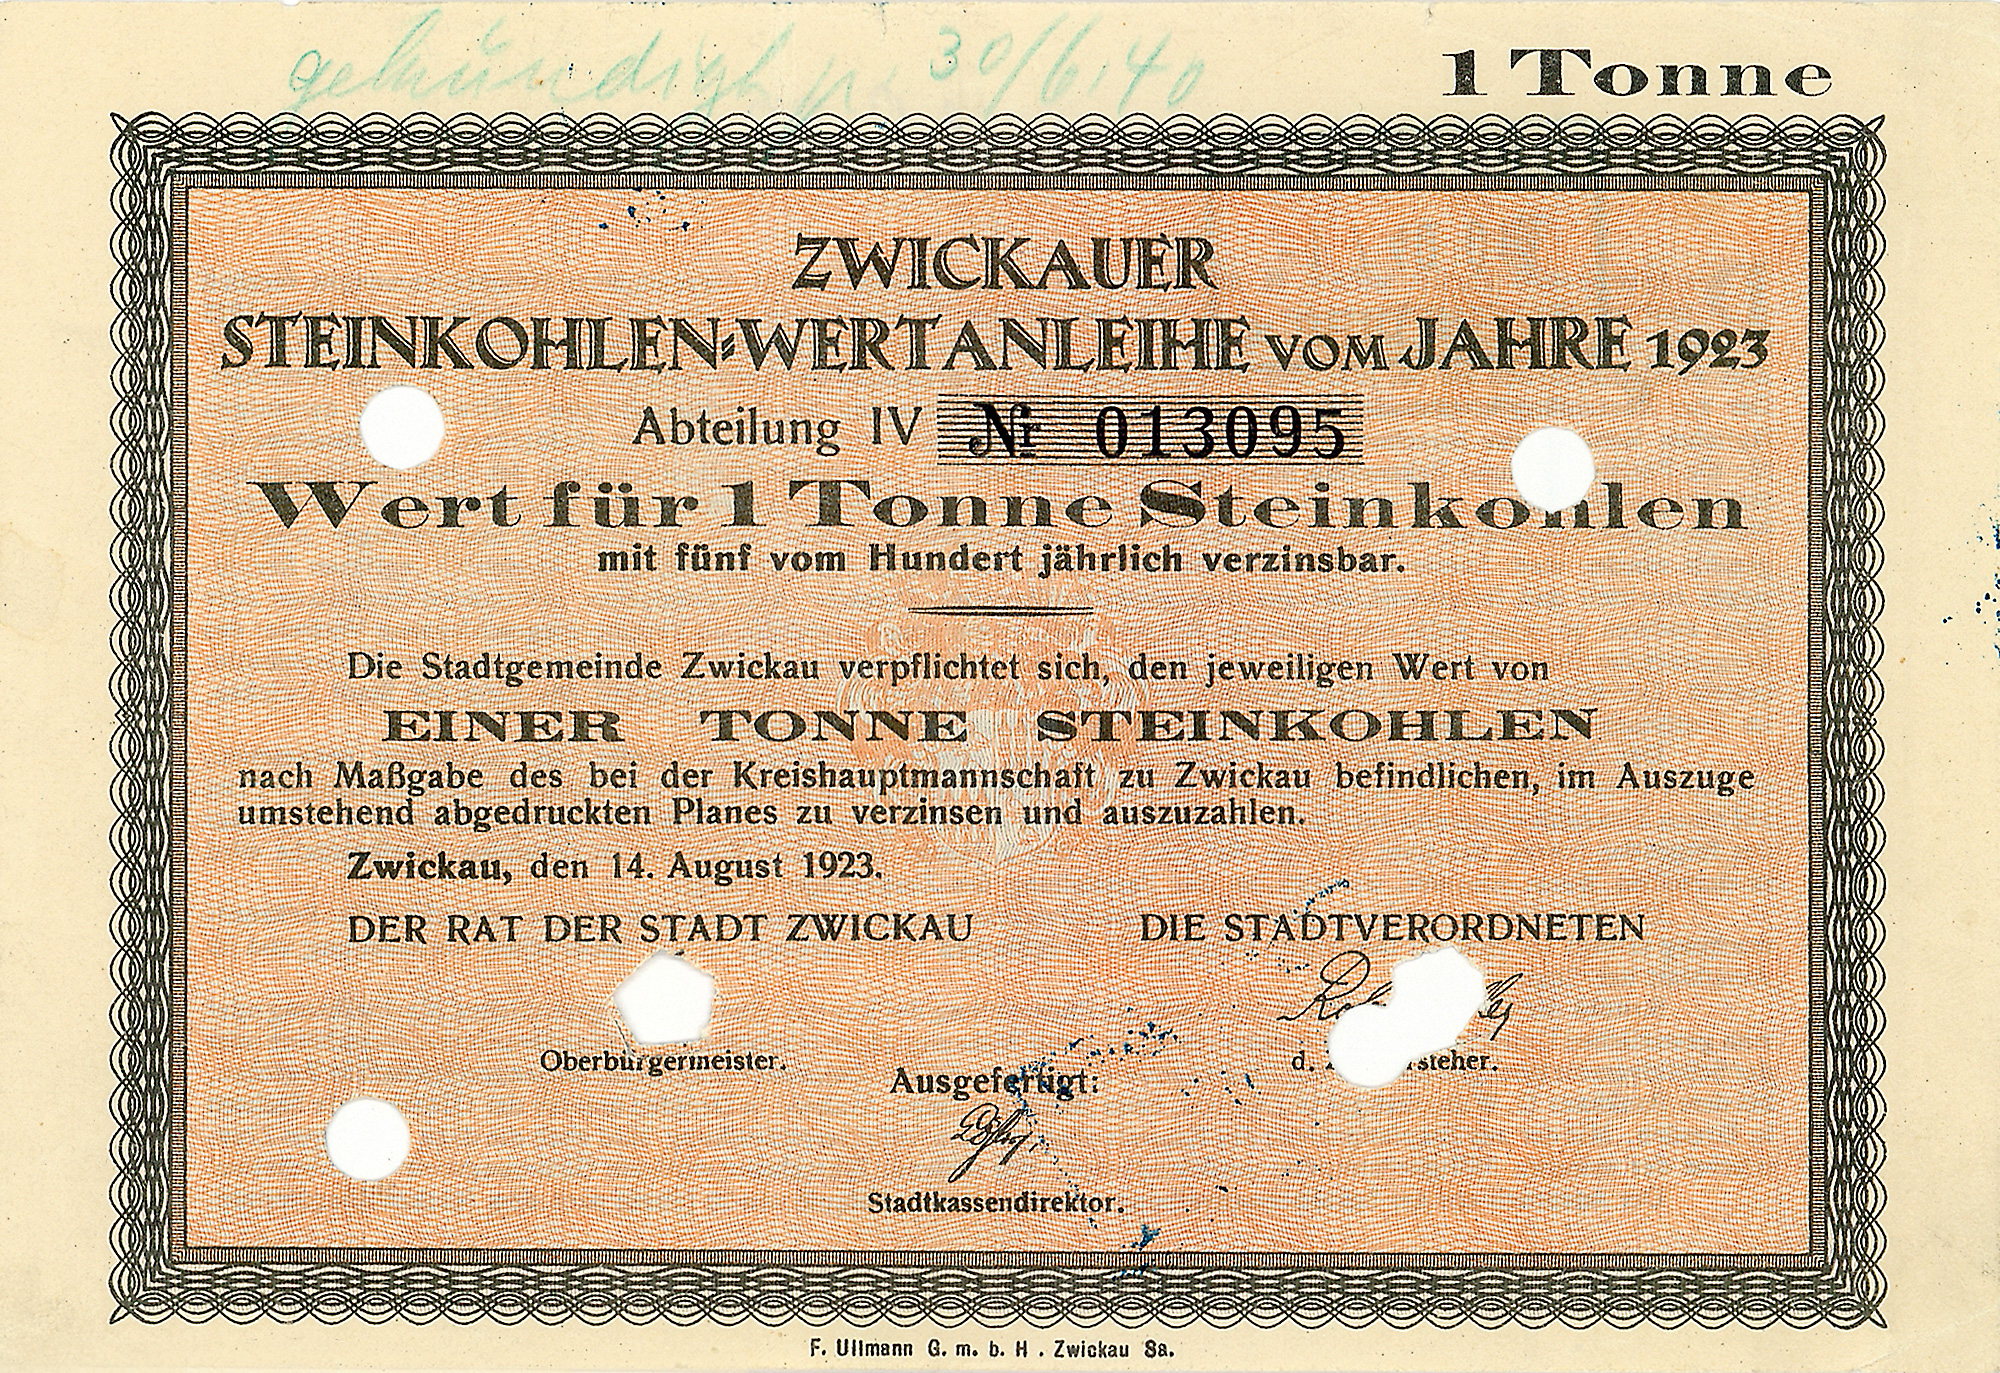 gekündigt p. 30/6.40
1 Tonne
ZWICKAUER
STEINKOHLEN-WERTANLEIHE VOM JAHRE 1923
Abteilung IV Nr 013095
Wert für 1 Tonne Steinkohlen
mit fünf vom Hundert jährlich verzinsbar.
Die Stadtgemeinde Zwickau verpflichtet sich, den jeweiligen Wert von
EINER TONNE STEINKOHLEN
nach Maßgabe des bei der Kreishauptmannschaft zu Zwickau befindlichen, im Auszuge
umstehend abgedruckten Planes zu verzinsen und auszuzahlen.
Zwickau, den 14. August 1923.
DER RAT DER STADT ZWICKAU DIE STADTVERORDNETEN
Oberbürgermeister. d.
Ausgefertigt:
Stadtkassendirektor.
F. Ullmann G. m. b. H . Zwickau Sa.